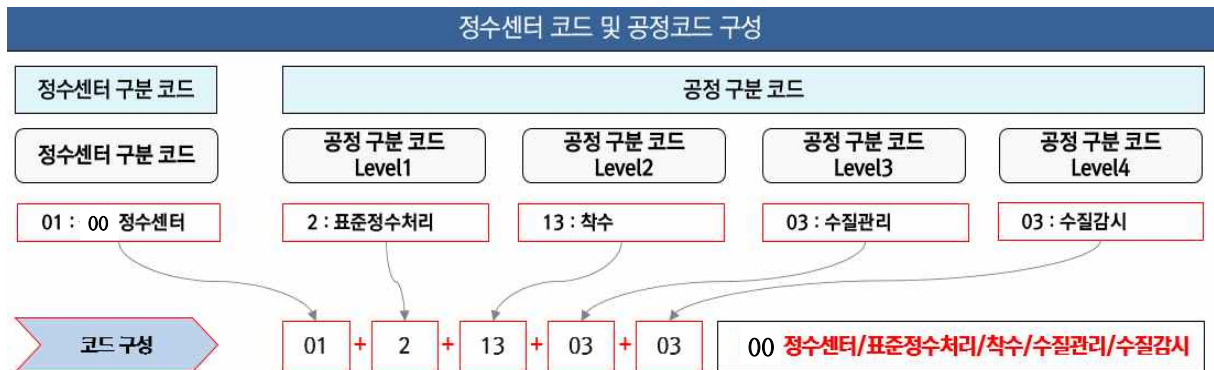 정수센터 코드 및 공정코드 구성
정수센터 구분 코드
공정 구분 코드
정수센터 구분 코드
공정 구분 코드
Level1
공정 구분 코드
Level2
공정 구분 코드
Level3
공정 구분 코드
Level4
01 : 00 정수센터
2 : 표준정수처리
13 : 착수
03 : 수질관리
03 : 수질감시
코드 구성
01 + 2 + 13 + 03 + 03
00 정수센터/표준정수처리/착수/수질관리/수질감시